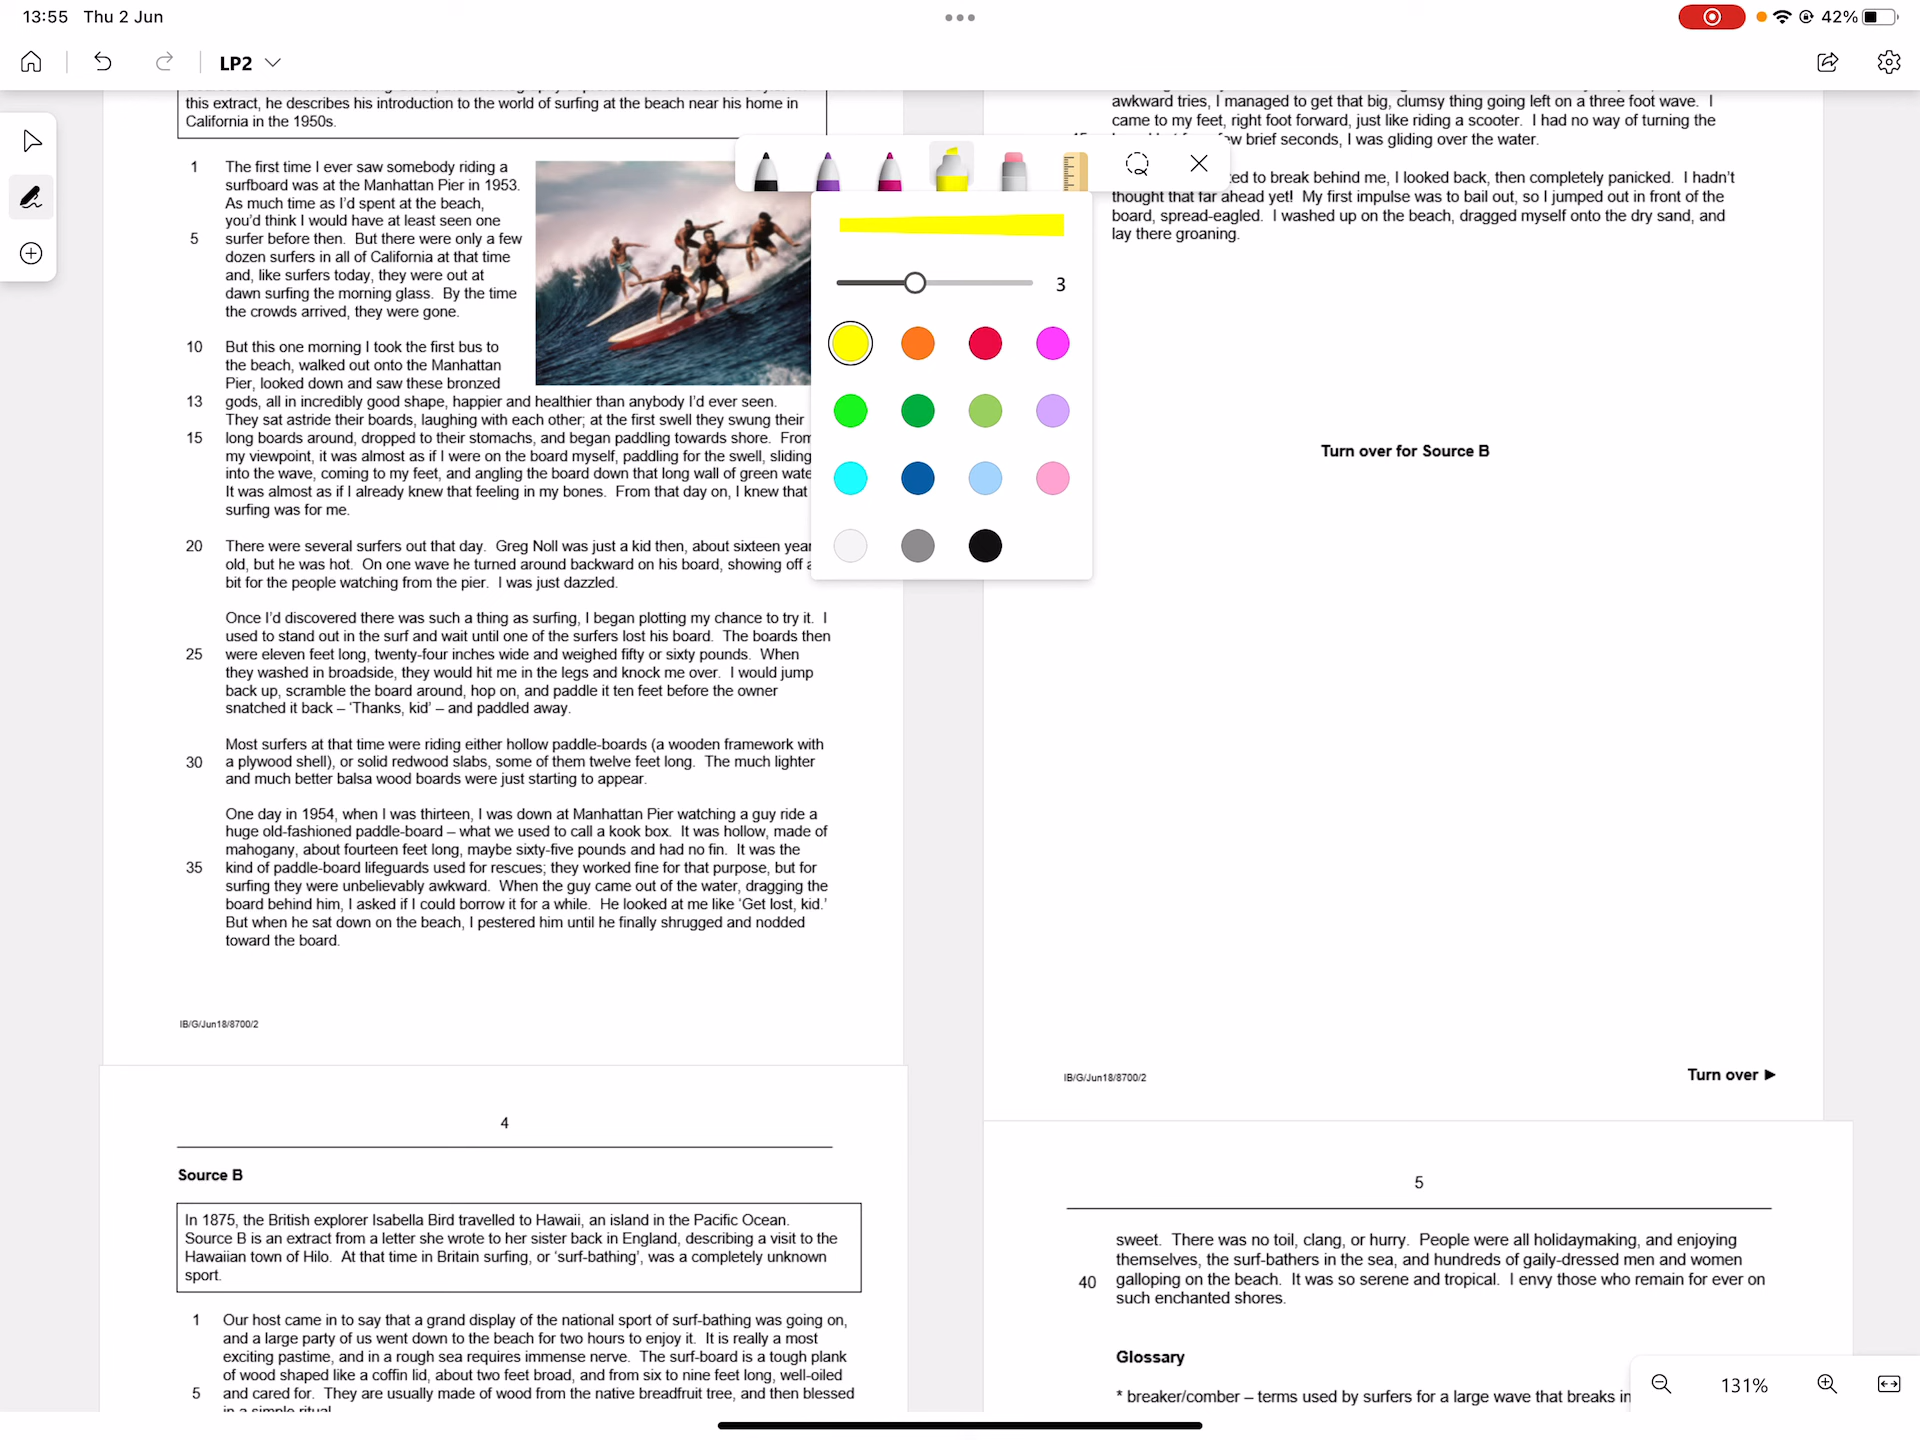 13:55 Thu 2 Jun
42%
LP2
this extract, he describes his introduction to the world of surfing at the beach near his home in
California in the 1950s.
1 The first time I ever saw somebody riding a
surfboard was at the Manhattan Pier in 1953.
As much time as I'd spent at the beach,
you'd think I would have at least seen one
5 surfer before then. But there were only a few
dozen surfers in all of California at that time
and, like surfers today, they were out at
dawn surfing the morning glass. By the time
the crowds arrived, they were gone.
10 But this one morning I took the first bus to
the beach, walked out onto the Manhattan
Pier, looked down and saw these bronzed
13 gods, all in incredibly good shape, happier and healthier than anybody I'd ever seen.
They sat astride their boards, laughing with each other; at the first swell they swung their
15 long boards around, dropped to their stomachs, and began paddling towards shore. From
my viewpoint, it was almost as if I were on the board myself, paddling for the swell, sliding
into the wave, coming to my feet, and angling the board down that long wall of green wate
It was almost as if I already knew that feeling in my bones. From that day on, I knew that
surfing was for me.
20 There were several surfers out that day. Greg Noll was just a kid then, about sixteen year
old, but he was hot. On one wave he turned around backward on his board, showing off a
bit for the people watching from the pier. I was just dazzled.
Once I'd discovered there was such a thing as surfing, I began plotting my chance to try it. I
used to stand out in the surf and wait until one of the surfers lost his board. The boards then
25 were eleven feet long, twenty-four inches wide and weighed fifty or sixty pounds. When
they washed in broadside, they would hit me in the legs and knock me over. I would jump
back up, scramble the board around, hop on, and paddle it ten feet before the owner
snatched it back – 'Thanks, kid' – and paddled away.
Most surfers at that time were riding either hollow paddle-boards (a wooden framework with
30 a plywood shell), or solid redwood slabs, some of them twelve feet long. The much lighter
and much better balsa wood boards were just starting to appear.
One day in 1954, when I was thirteen, I was down at Manhattan Pier watching a guy ride a
huge old-fashioned paddle-board – what we used to call a kook box. It was hollow, made of
mahogany, about fourteen feet long, maybe sixty-five pounds and had no fin. It was the
35 kind of paddle-board lifeguards used for rescues; they worked fine for that purpose, but for
surfing they were unbelievably awkward. When the guy came out of the water, dragging the
board behind him, I asked if I could borrow it for a while. He looked at me like 'Get lost, kid.'
But when he sat down on the beach, I pestered him until he finally shrugged and nodded
toward the board.
IB/G/Jun18/8700/2
awkward tries, I managed to get that big, clumsy thing going left on a three foot wave. I
came to my feet, right foot forward, just like riding a scooter. I had no way of turning the
brief seconds, I was gliding over the water.
to break behind me, I looked back, then completely panicked. I hadn't
thought that far ahead yet! My first impulse was to bail out, so I jumped out in front of the
board, spread-eagled. I washed up on the beach, dragged myself onto the dry sand, and
lay there groaning.
3
Turn over for Source B
IB/G/Jun18/8700/2
Turn over ►
4
Source B
In 1875, the British explorer Isabella Bird travelled to Hawaii, an island in the Pacific Ocean.
Source B is an extract from a letter she wrote to her sister back in England, describing a visit to the
Hawaiian town of Hilo. At that time in Britain surfing, or 'surf-bathing', was a completely unknown
sport.
1 Our host came in to say that a grand display of the national sport of surf-bathing was going on,
and a large party of us went down to the beach for two hours to enjoy it. It is really a most
exciting pastime, and in a rough sea requires immense nerve. The surf-board is a tough plank
of wood shaped like a coffin lid, about two feet broad, and from six to nine feet long, well-oiled
5 and cared for. They are usually made of wood from the native breadfruit tree, and then blessed
in a simple ritual
5
sweet. There was no toil, clang, or hurry. People were all holidaymaking, and enjoying
themselves, the surf-bathers in the sea, and hundreds of gaily-dressed men and women
40 galloping on the beach. It was so serene and tropical. I envy those who remain for ever on
such enchanted shores.
Glossary
* breaker/comber – terms used by surfers for a large wave that breaks in
131%